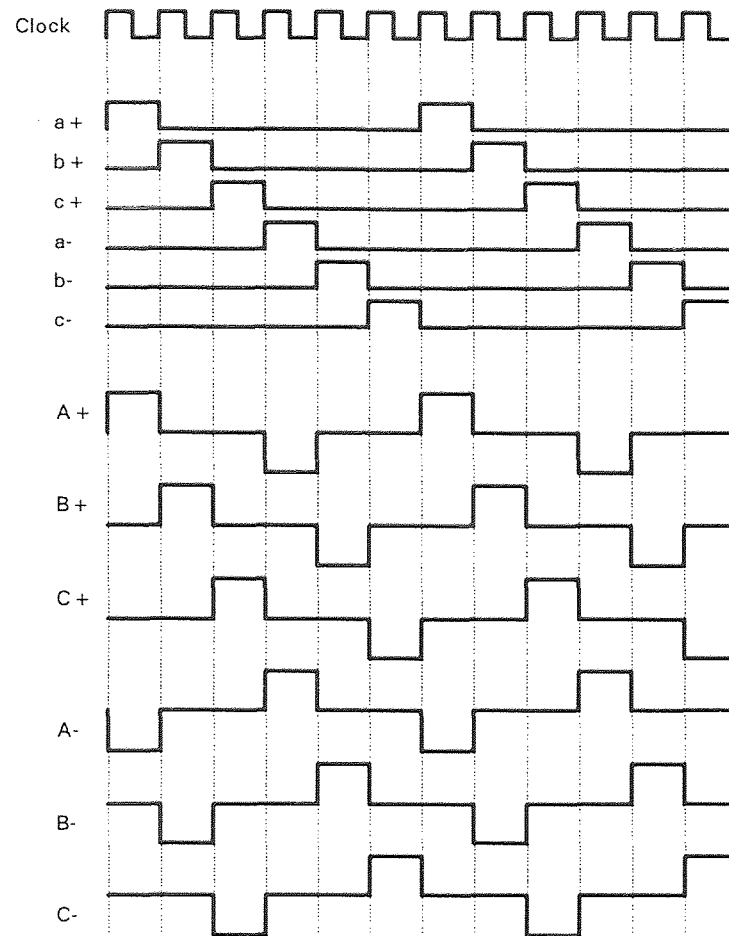 Clock
a +
b +
c +
a-
b-
c-
A +
B +
C +
A-
B-
C-